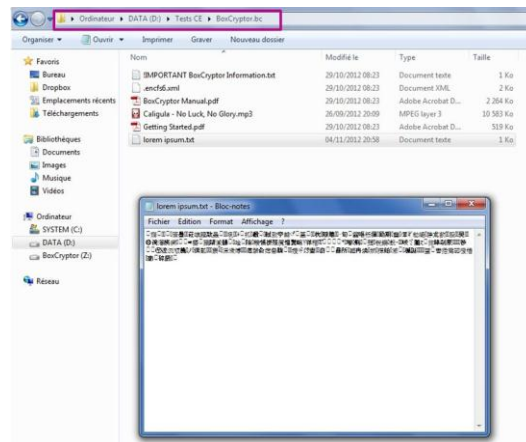 Ordinateur ▸ DATA (D:) ▸ Tests CE ▸ BoxCryptor.bc
Organiser Ouvrir Imprimer Graver Nouveau dossier
Favoris
Bureau
Dropbox
Emplacements récents
Téléchargements
Bibliothèques
Documents
Images
Musique
Vidéos
Ordinateur
SYSTEM (C:)
DATA (D:)
BoxCryptor (Z:)
Réseau
Nom Modifié le Type Taille
!IMPORTANT BoxCryptor Information.txt 29/10/2012 08:23 Document texte 1 Ko
.encfs6.xml 29/10/2012 08:23 Document XML 2 Ko
BoxCryptor Manual.pdf 29/10/2012 08:23 Adobe Acrobat D... 2 264 Ko
Caligula - No Luck, No Glory.mp3 26/09/2012 20:09 MPEG layer 3 10 583 Ko
Getting Started.pdf 29/10/2012 08:23 Adobe Acrobat D... 519 Ko
lorem ipsum.txt 04/11/2012 20:58 Document texte 1 Ko
lorem ipsum.txt - Bloc-notes
Fichier Edition Format Affichage ?